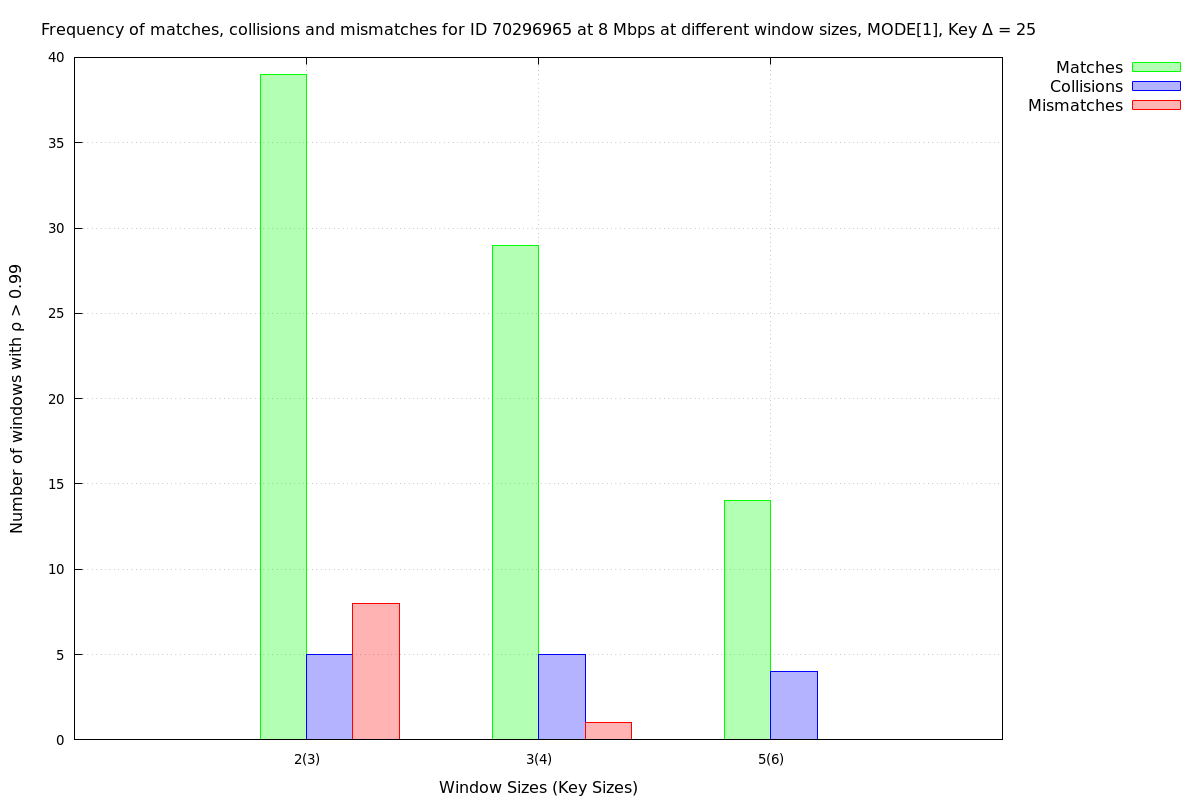 Frequency of matches, collisions and mismatches for ID 70296965 at 8 Mbps at different window sizes, MODE[1], Key Δ = 25
Matches
Collisions
Mismatches
Number of windows with ρ > 0.99
40
35
30
25
20
15
10
5
0
2(3)
3(4)
5(6)
Window Sizes (Key Sizes)